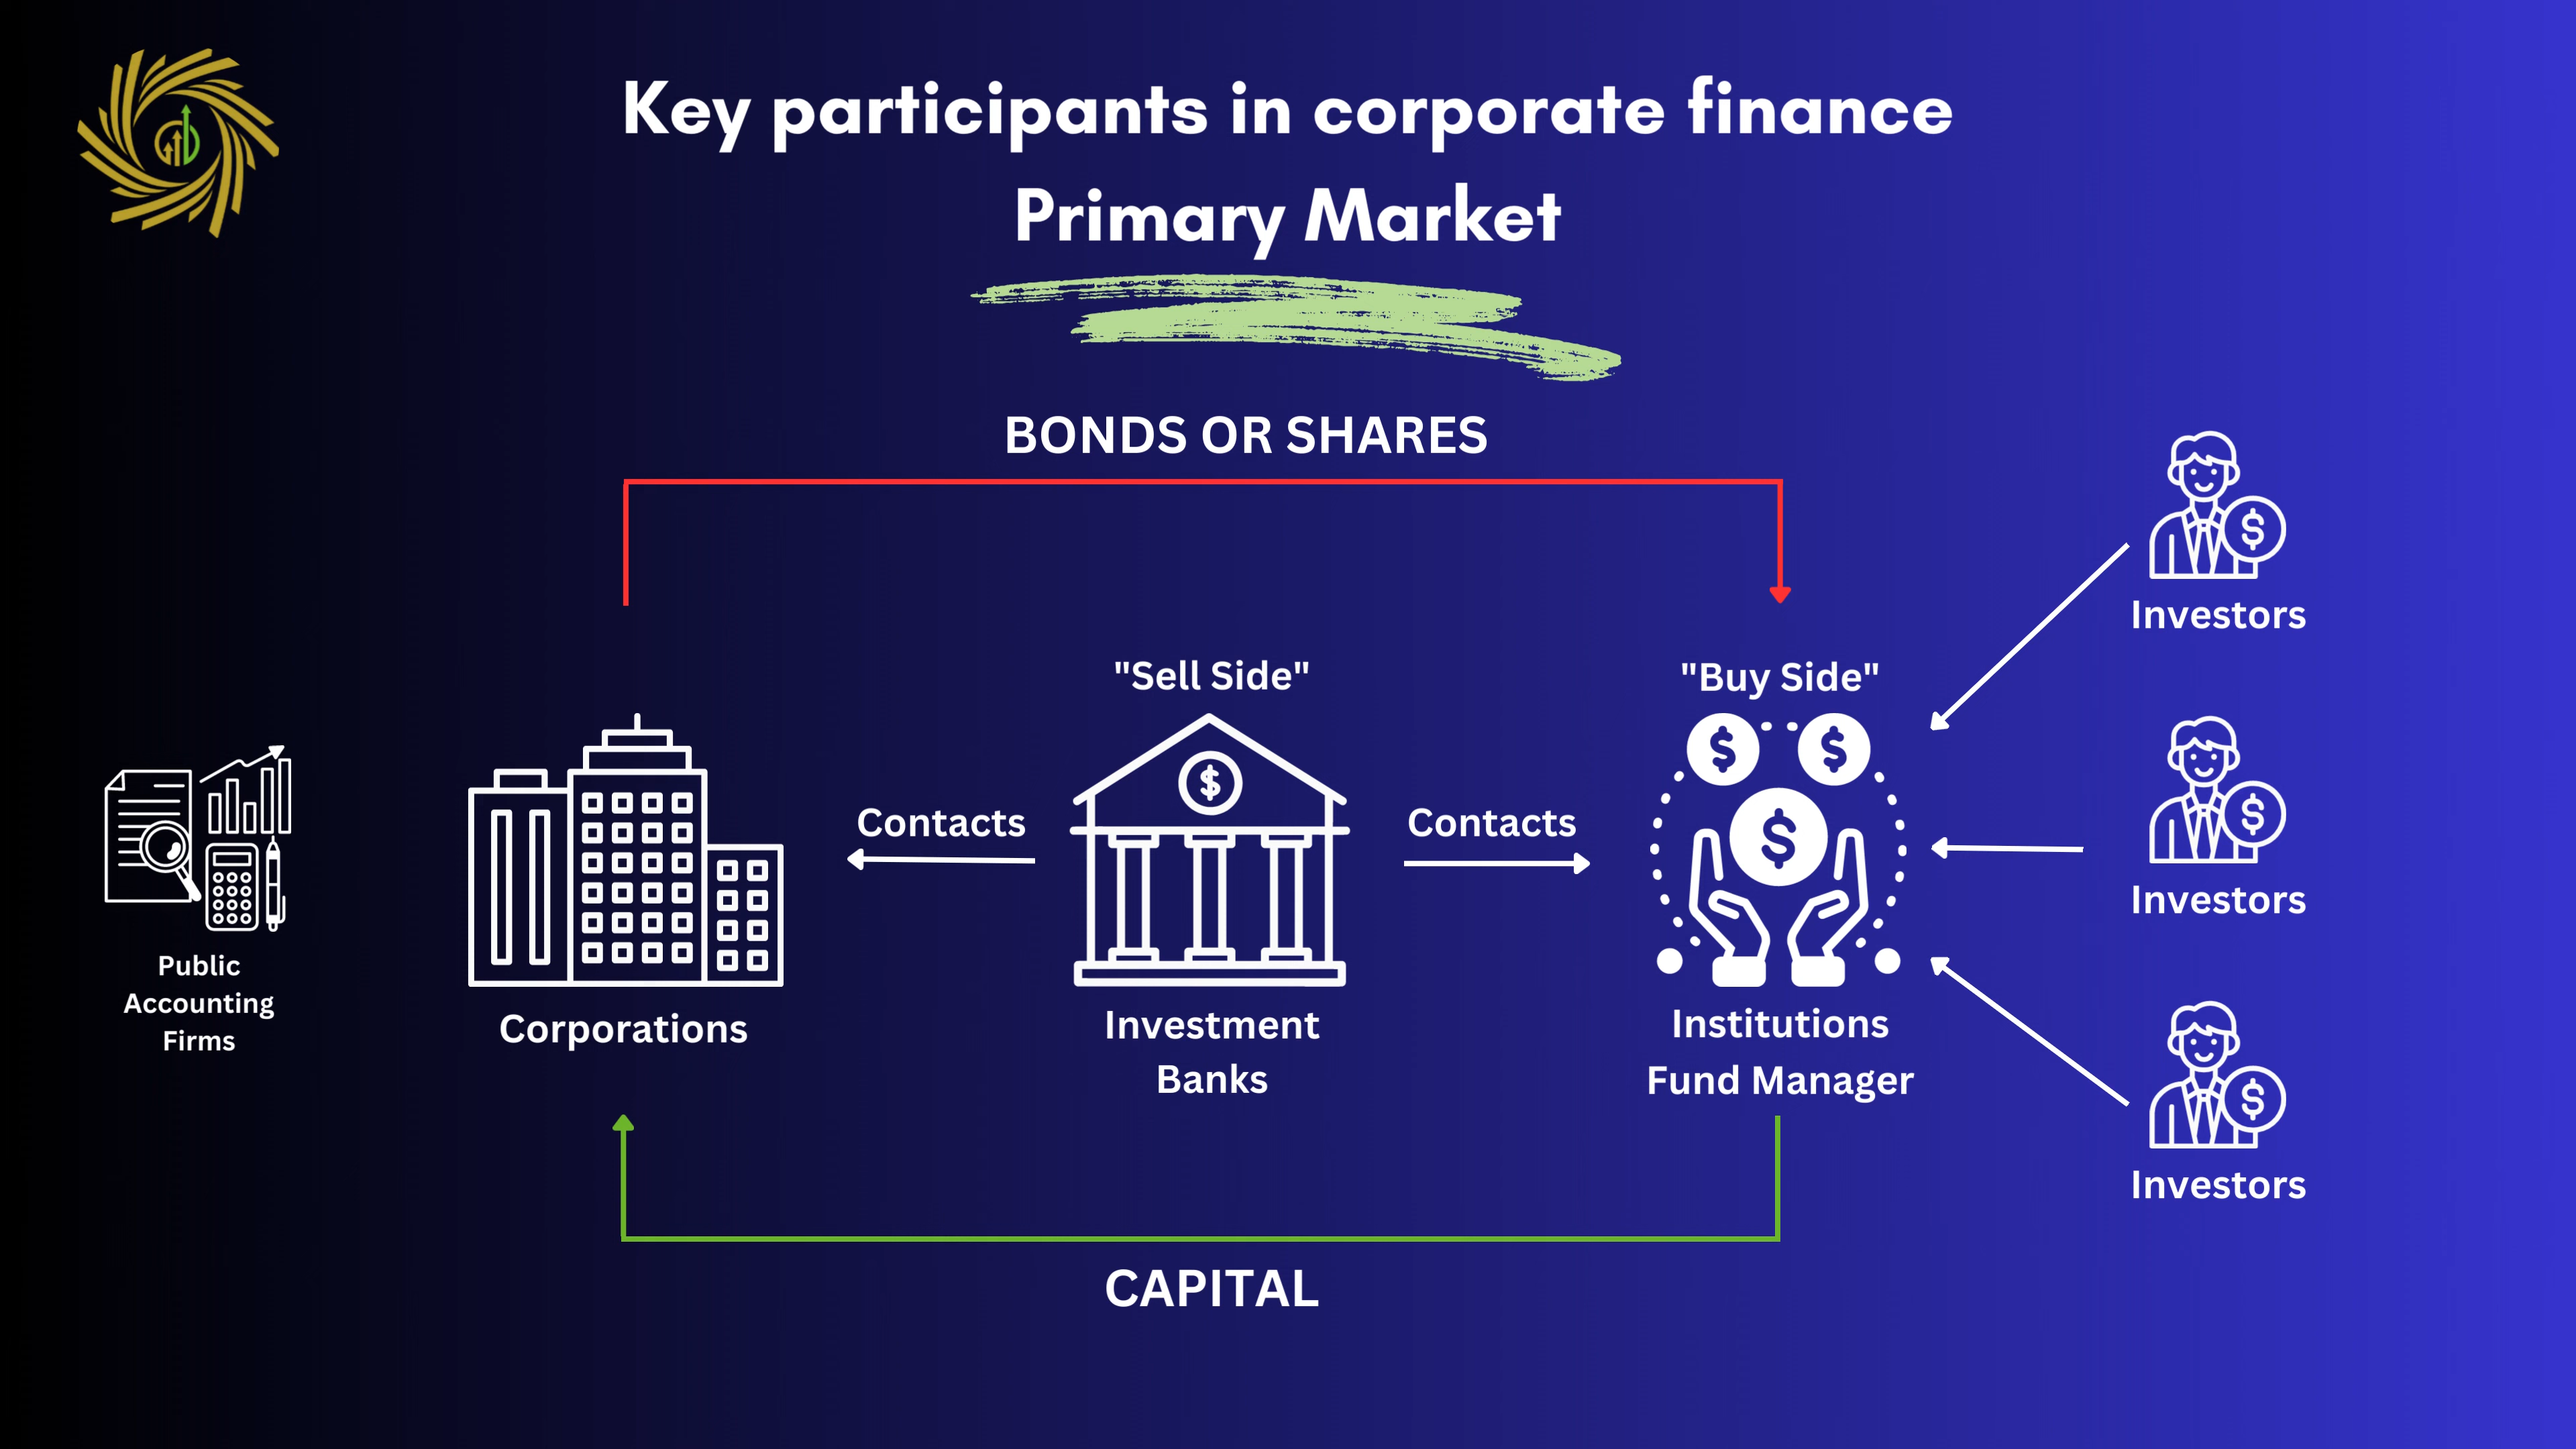 Key participants in corporate finance
Primary Market
BONDS OR SHARES
Investors
"Sell Side"
"Buy Side"
Contacts
Contacts
Investors
Public
Accounting
Firms
Corporations
Investment
Banks
Institutions
Fund Manager
Investors
CAPITAL